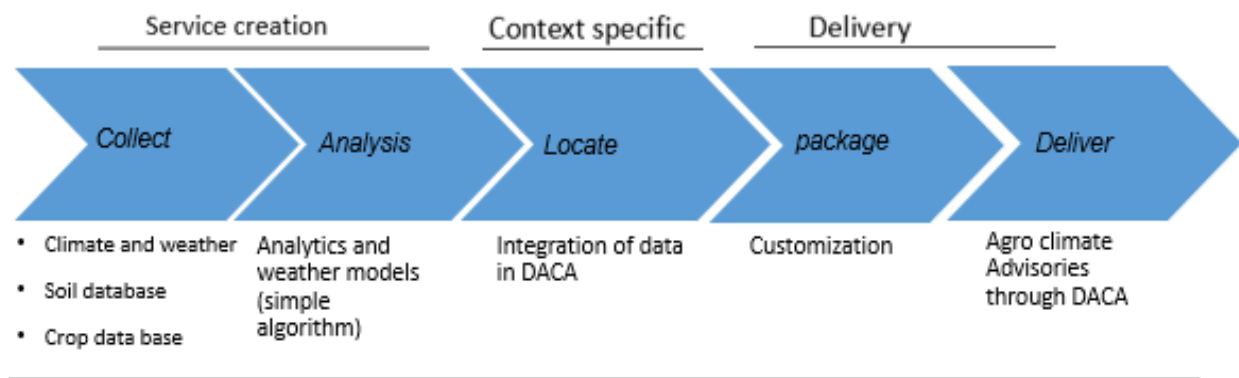 Service creation
Context specific
Delivery
Collect
Analysis
Locate
package
Deliver
• Climate and weather
• Soil database
• Crop data base
Analytics and
weather models
(simple
algorithm)
Integration of data
in DACA
Customization
Agro climate
Advisories
through DACA